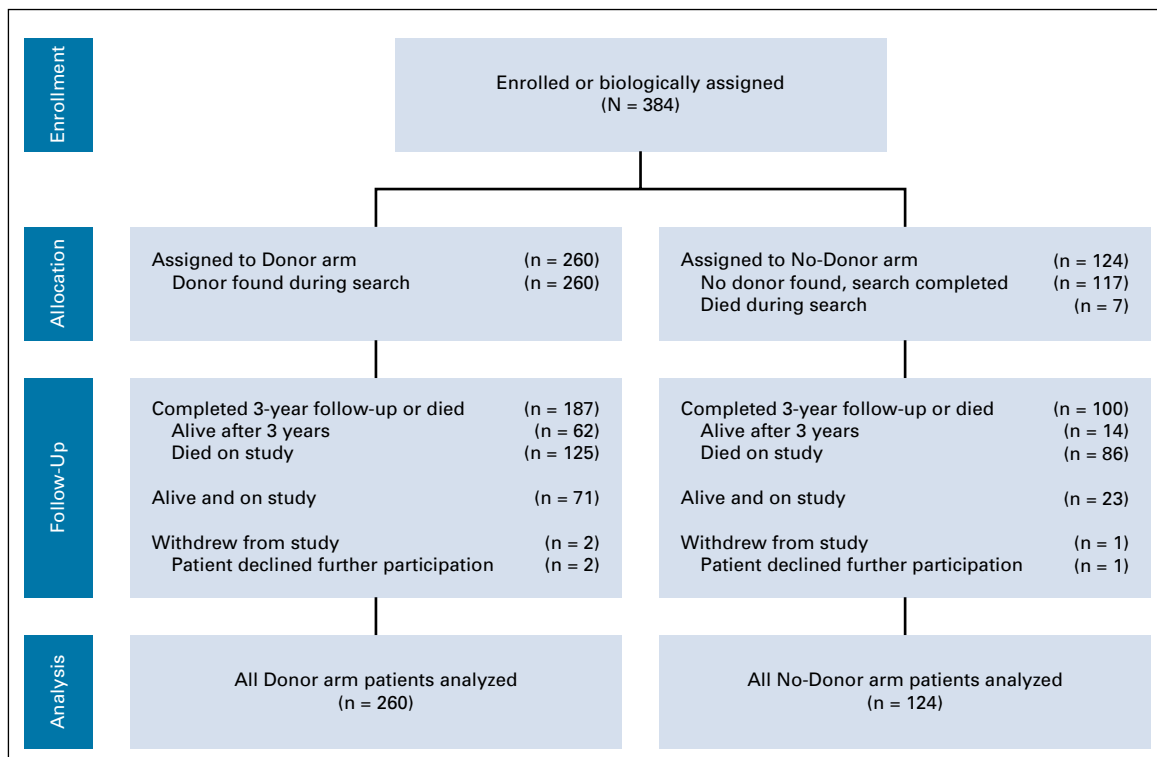 Enrollment
Enrolled or biologically assigned
(N = 384)
Allocation
Assigned to Donor arm (n = 260)
Donor found during search (n = 260)
Assigned to No-Donor arm (n = 124)
No donor found, search completed (n = 117)
Died during search (n = 7)
Follow-Up
Completed 3-year follow-up or died (n = 187)
Alive after 3 years (n = 62)
Died on study (n = 125)
Alive and on study (n = 71)
Withdrew from study (n = 2)
Patient declined further participation (n = 2)
Completed 3-year follow-up or died (n = 100)
Alive after 3 years (n = 14)
Died on study (n = 86)
Alive and on study (n = 23)
Withdrew from study (n = 1)
Patient declined further participation (n = 1)
Analysis
All Donor arm patients analyzed
(n = 260)
All No-Donor arm patients analyzed
(n = 124)